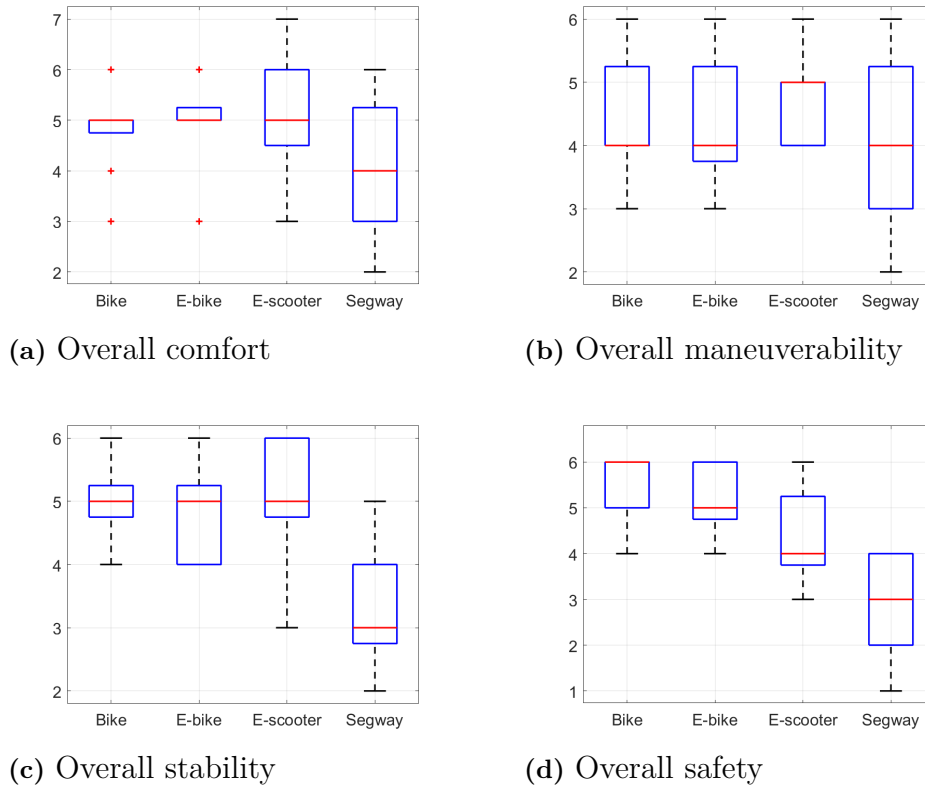 7
6
5
4
3
2
Bike E-bike E-scooter Segway
(a) Overall comfort
6
5
4
3
2
Bike E-bike E-scooter Segway
(b) Overall maneuverability
6
5
4
3
2
Bike E-bike E-scooter Segway
(c) Overall stability
6
5
4
3
2
1
Bike E-bike E-scooter Segway
(d) Overall safety